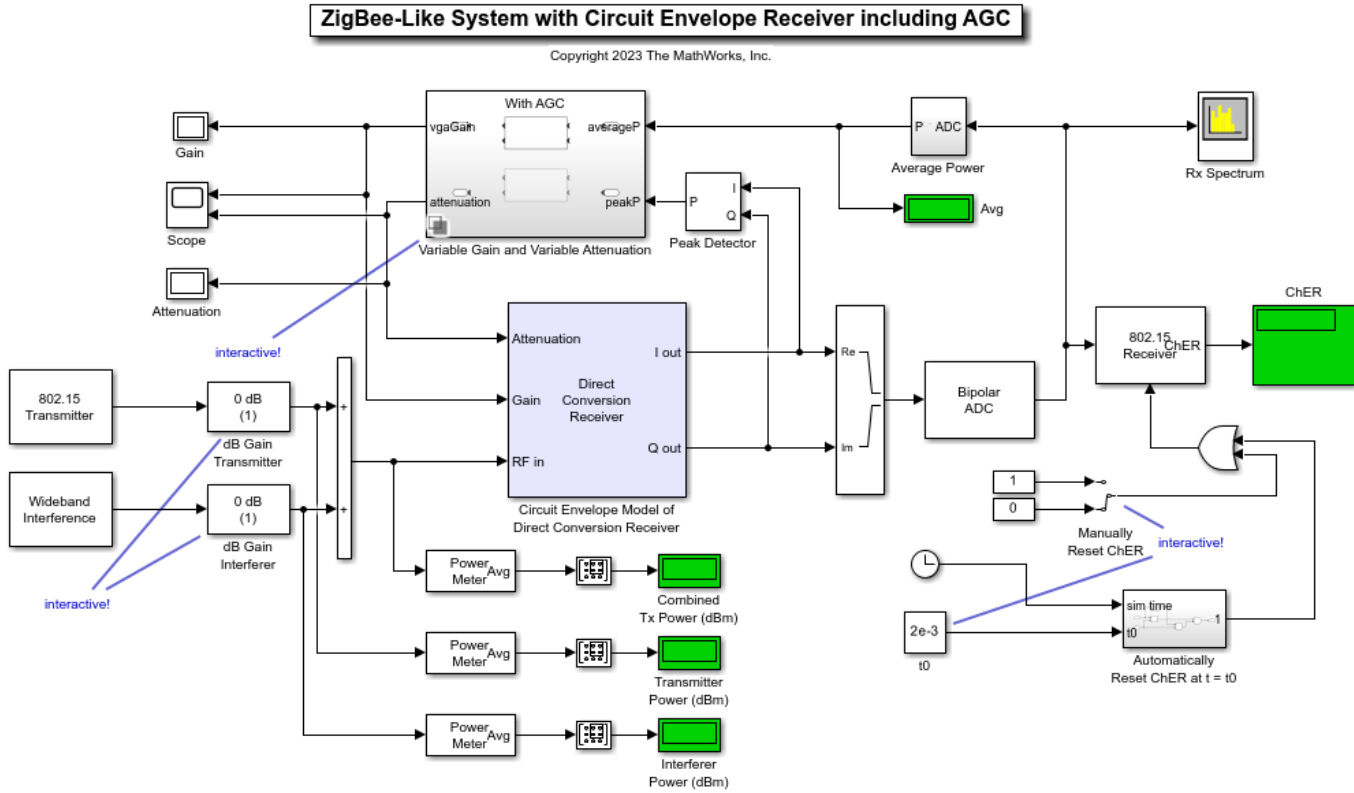 ZigBee-Like System with Circuit Envelope Receiver including AGC
Copyright 2023 The MathWorks, Inc.
With AGC
vgaGain
averageP
attenuation
peakP
Variable Gain and Variable Attenuation
Gain
Scope
Attenuation
interactive!
P
ADC
Average Power
Rx Spectrum
Avg
I
P
Q
Peak Detector
Attenuation
Gain
RF in
Direct
Conversion
Receiver
I out
Q out
Circuit Envelope Model of
Direct Conversion Receiver
Re
Im
Bipolar
ADC
802.15
Receiver
ChER
ChER
802.15
Transmitter
0 dB
(1)
dB Gain
Transmitter
Wideband
Interference
0 dB
(1)
dB Gain
Interferer
interactive!
+
+
Power
Meter
Avg
Combined
Tx Power (dBm)
Power
Meter
Avg
Transmitter
Power (dBm)
Power
Meter
Avg
Interferer
Power (dBm)
1
0
Manually
Reset ChER
interactive!
2e-3
t0
sim time
t0
1
Automatically
Reset ChER at t = t0